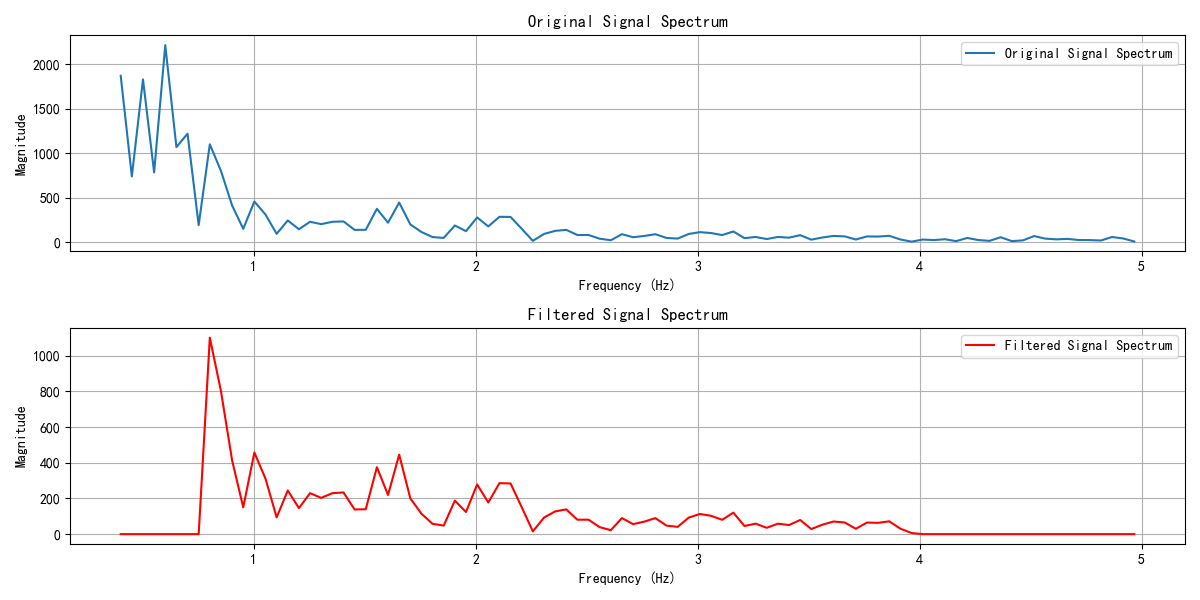 Original Signal Spectrum
Original Signal Spectrum
2000
1500
1000
500
0
Magnitude
1 2 3 4 5
Frequency (Hz)
Filtered Signal Spectrum
Filtered Signal Spectrum
1000
800
600
400
200
0
Magnitude
1 2 3 4 5
Frequency (Hz)